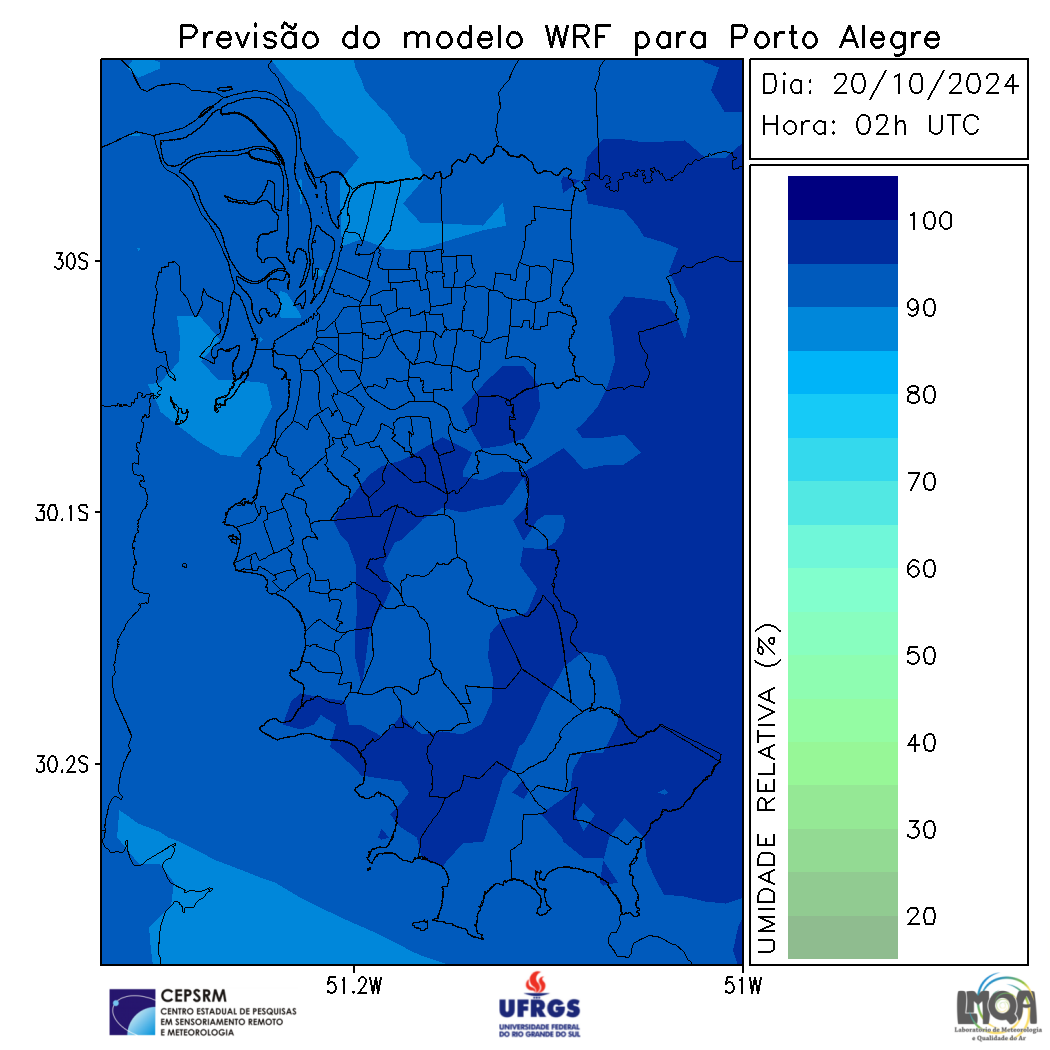 Previsão do modelo WRF para Porto Alegre
Dia: 20/10/2024
Hora: 02h UTC
30S
30.1S
30.2S
51.2W
51W
100
90
80
70
60
50
40
30
20
UMIDADE RELATIVA (%)
CEPSRM
CENTRO ESTADUAL DE PESQUISAS
EM SENSORIAMENTO REMOTO
E METEOROLOGIA
UFRGS
UNIVERSIDADE FEDERAL
DO RIO GRANDE DO SUL
LMQA
Laboratório de Meteorologia
e Qualidade do Ar